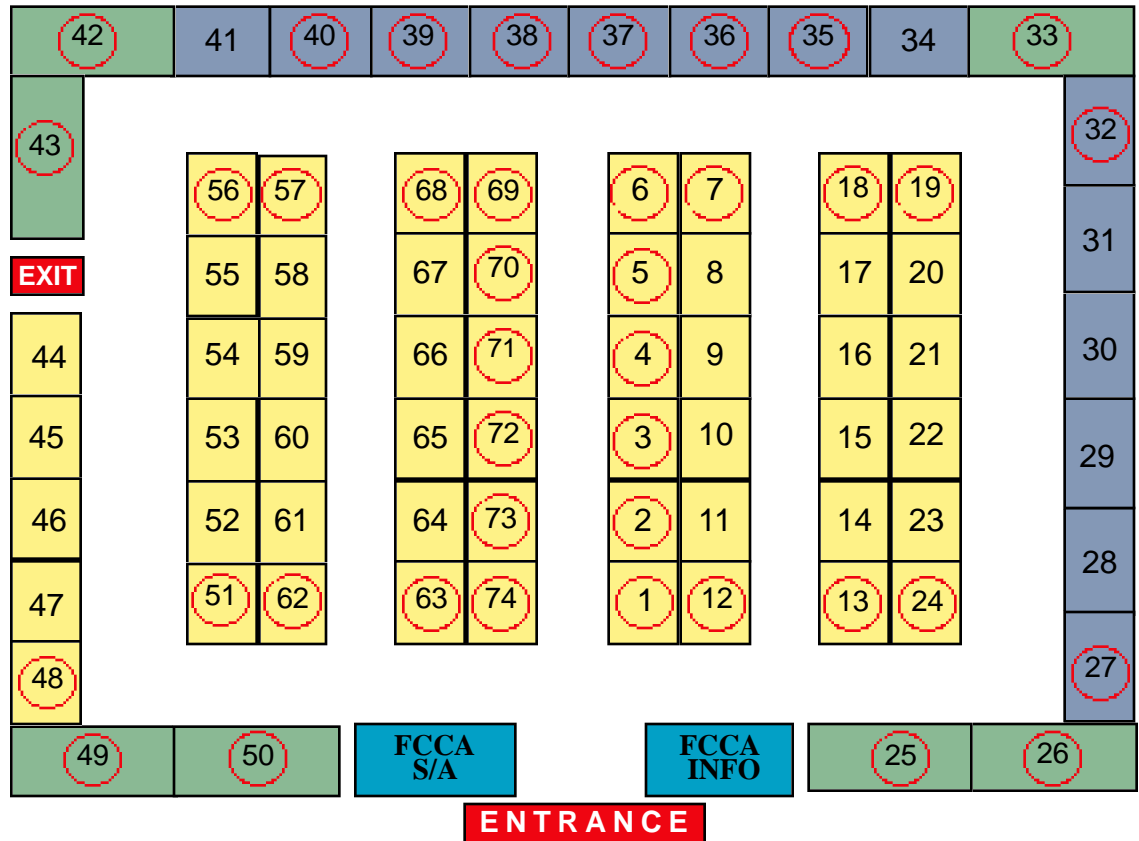 42 41 40 39 38 37 36 35 34 33
43 32
56 57 68 69 6 7 18 19
31
EXIT 55 58 67 70 5 8 17 20
44 54 59 66 71 4 9 16 21 30
45 53 60 65 72 3 10 15 22 29
46 52 61 64 73 2 11 14 23
28
47 51 62 63 74 1 12 13 24
48 27
49 50 FCCA S/A FCCA INFO 25 26
ENTRANCE